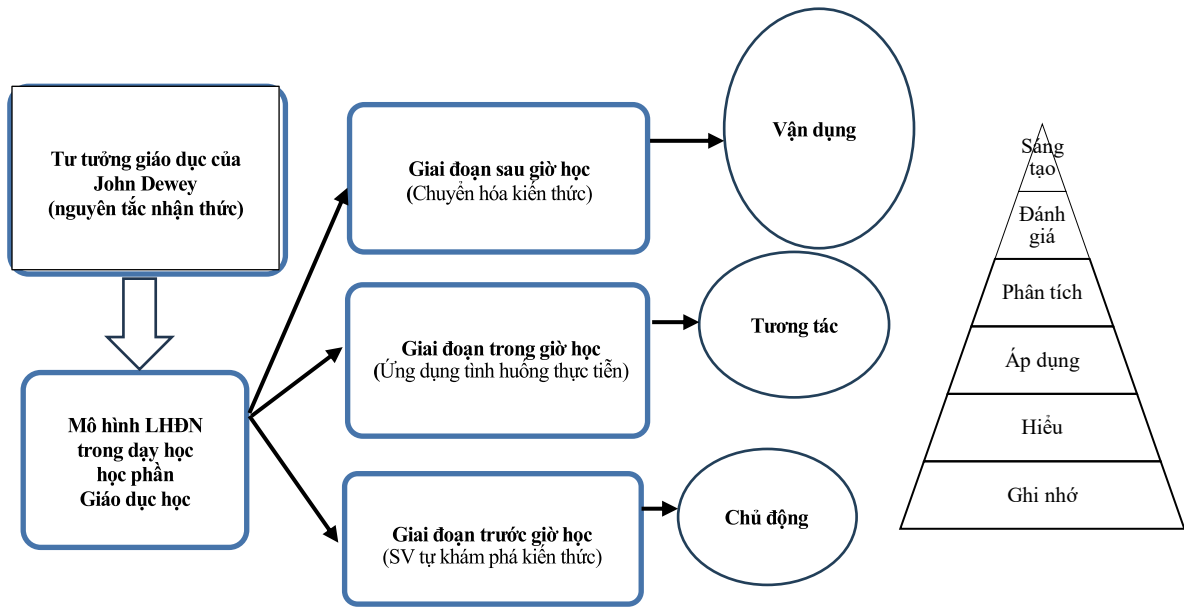 Tư tưởng giáo dục của
John Dewey
(nguyên tắc nhận thức)
Mô hình LHĐN
trong dạy học
học phần
Giáo dục học
Giai đoạn sau giờ học
(Chuyển hóa kiến thức)
Giai đoạn trong giờ học
(Ứng dụng tình huống thực tiễn)
Giai đoạn trước giờ học
(SV tự khám phá kiến thức)
Vận dụng
Tương tác
Chủ động
Sáng
tạo
Đánh
giá
Phân tích
Áp dụng
Hiểu
Ghi nhớ